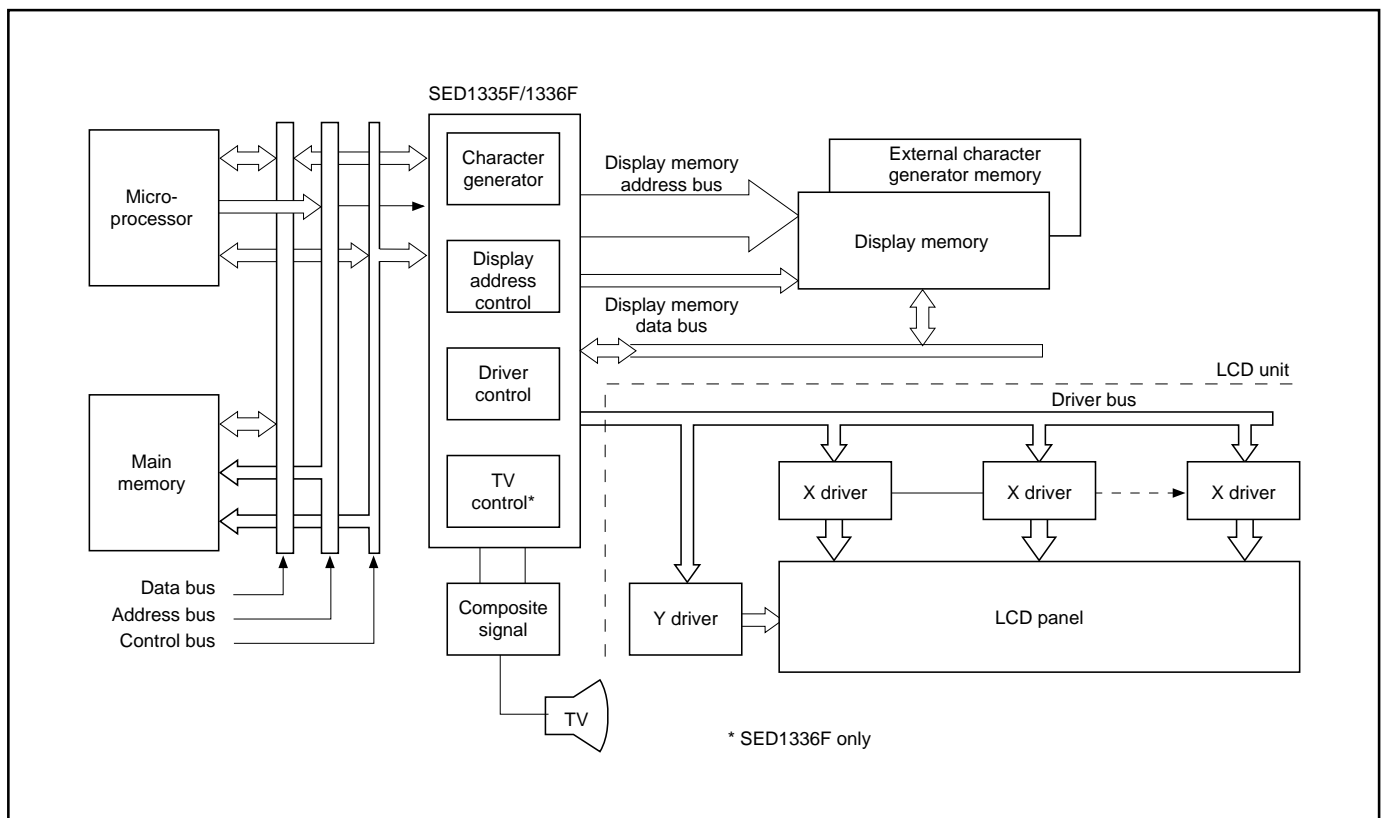 SED1335F/1336F
Micro-
processor
Character
generator
Display memory
address bus
External character
generator memory
Display memory
Display
address
control
Display memory
data bus
LCD unit
Driver
control
Driver bus
Main
memory
TV
control*
X driver
X driver
X driver
Data bus
Address bus
Control bus
Composite
signal
Y driver
LCD panel
TV
* SED1336F only